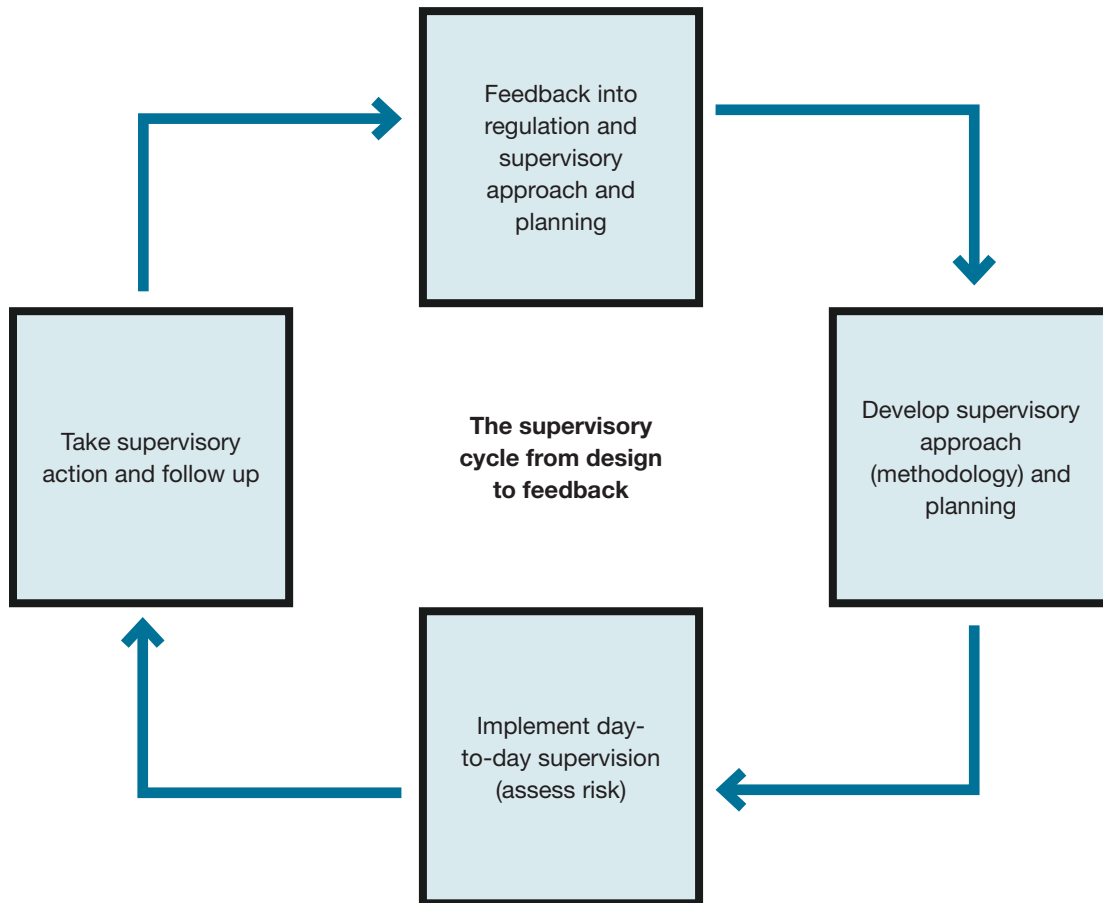 Feedback into
regulation and
supervisory
approach and
planning
Take supervisory
action and follow up
The supervisory
cycle from design
to feedback
Develop supervisory
approach
(methodology) and
planning
Implement day-
to-day supervision
(assess risk)